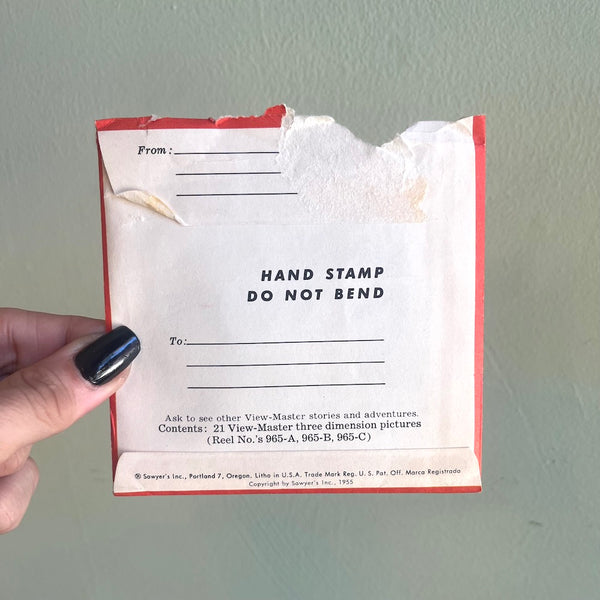 From:
HAND STAMP
DO NOT BEND
To:
Ask to see other View-Master stories and adventures.
Contents: 21 View-Master three dimension pictures
(Reel No.'s 965-A, 965-B, 965-C)
® Sawyer's Inc., Portland 7, Oregon. Litho in U.S.A. Trade Mark Reg. U. S. Pat. Off. Marca Registrada
Copyright by Sawyer's Inc., 1955